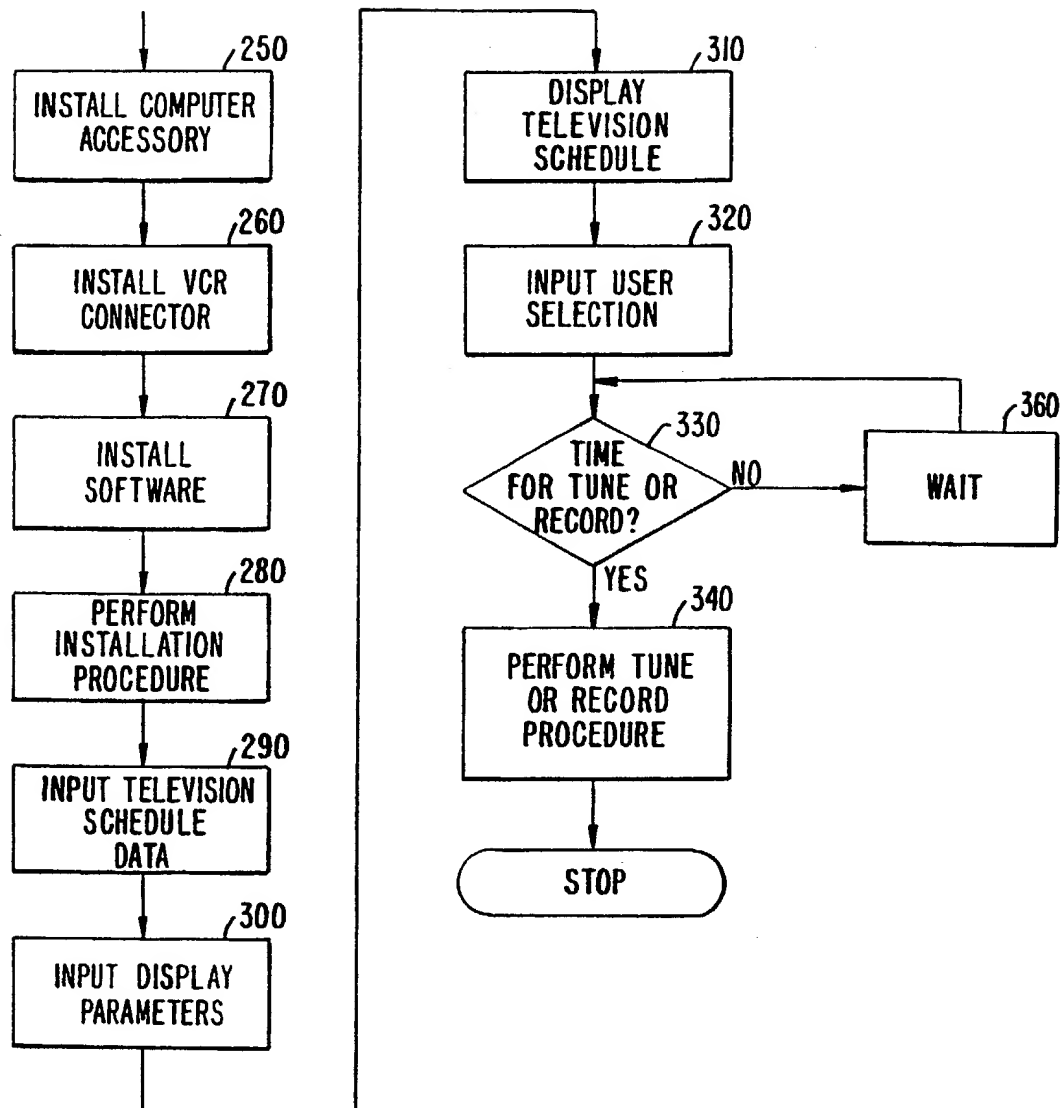 250
INSTALL COMPUTER
ACCESSORY
260
INSTALL VCR
CONNECTOR
270
INSTALL
SOFTWARE
280
PERFORM
INSTALLATION
PROCEDURE
290
INPUT TELEVISION
SCHEDULE
DATA
300
INPUT DISPLAY
PARAMETERS
310
DISPLAY
TELEVISION
SCHEDULE
320
INPUT USER
SELECTION
330
TIME
FOR TUNE OR
RECORD?
NO
360
WAIT
YES
340
PERFORM TUNE
OR RECORD
PROCEDURE
STOP